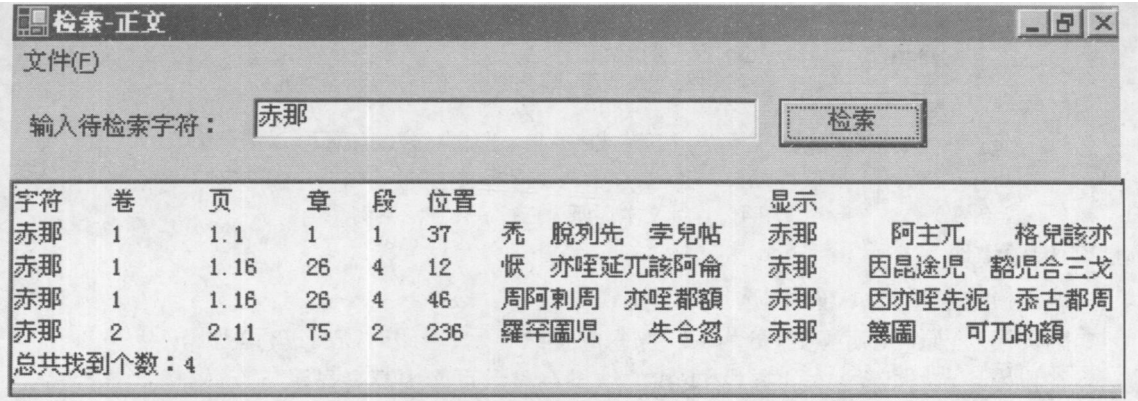 检索-正文
文件(F)
输入待检索字符： 赤那 检索
字符 卷 页 章 段 位置 显示
赤那 1 1.1 1 1 37 禿 脫列先 孛兒帖 赤那 阿主兀 格兒該亦
赤那 1 1.16 26 4 12 亦咥延兀該阿侖 赤那 因昆途児 豁児合三戈
赤那 1 1.16 26 4 46 周阿剌周 亦咥都額 赤那 因亦咥先泥 忝古都周
赤那 2 2.11 75 2 236 羅罕圖児 失合忽 赤那 篾圖 可兀的顏
总共找到个数：4